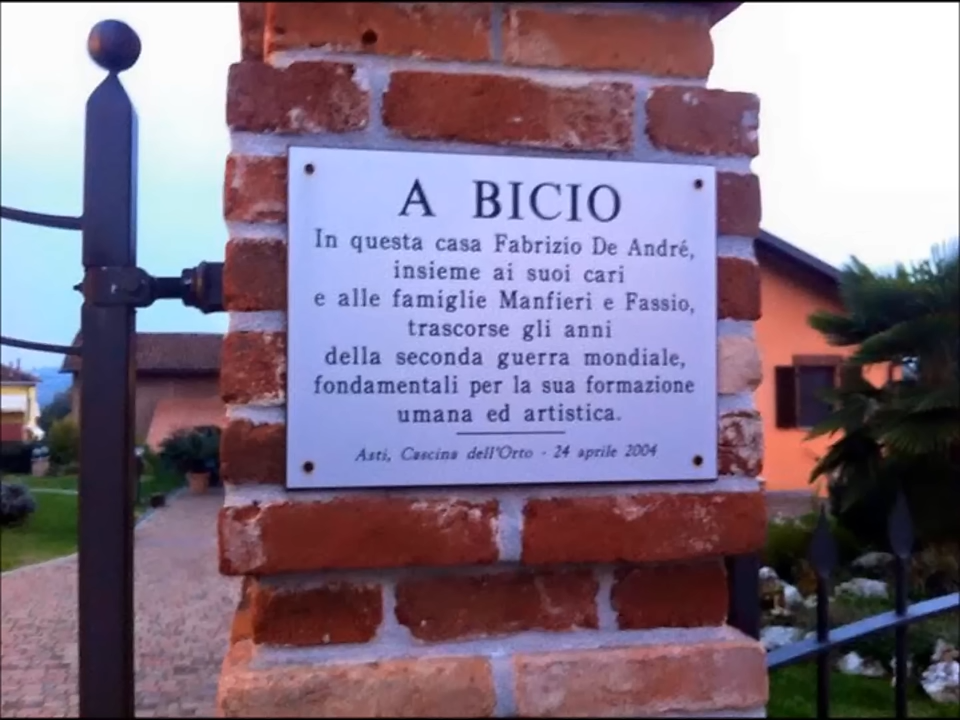 A BICIO
In questa casa Fabrizio De André,
insieme ai suoi cari
e alle famiglie Manfieri e Fassio,
trascorse gli anni
della seconda guerra mondiale,
fondamentali per la sua formazione
umana ed artistica.
Asti, Cascina dell'Orto - 24 aprile 2004